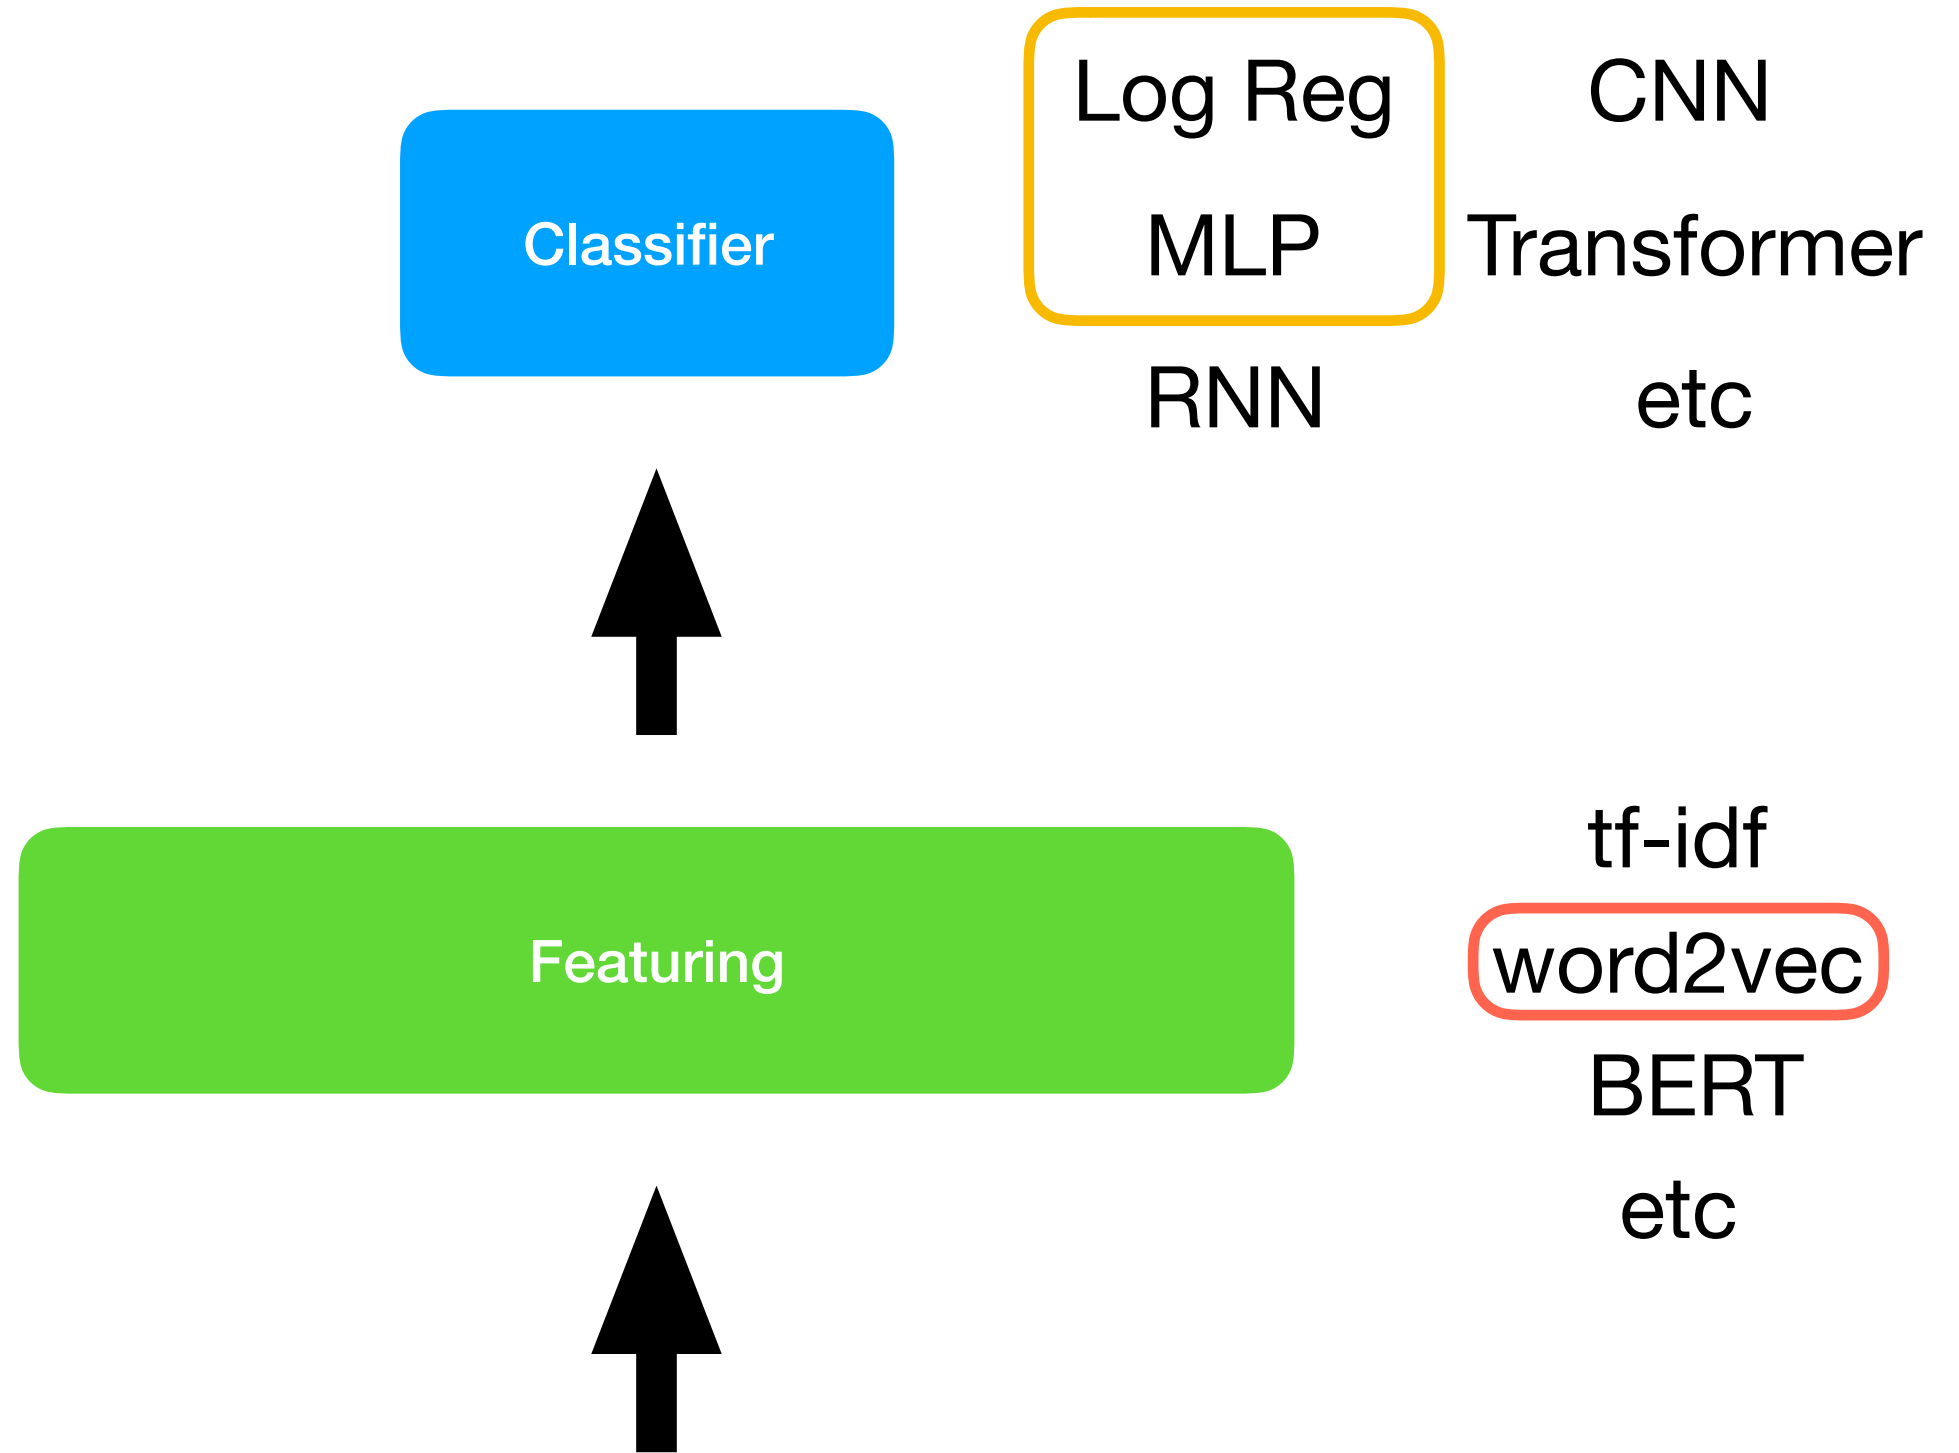 Log Reg CNN
Classifier MLP Transformer
RNN etc
tf-idf
Featuring word2vec
BERT
etc